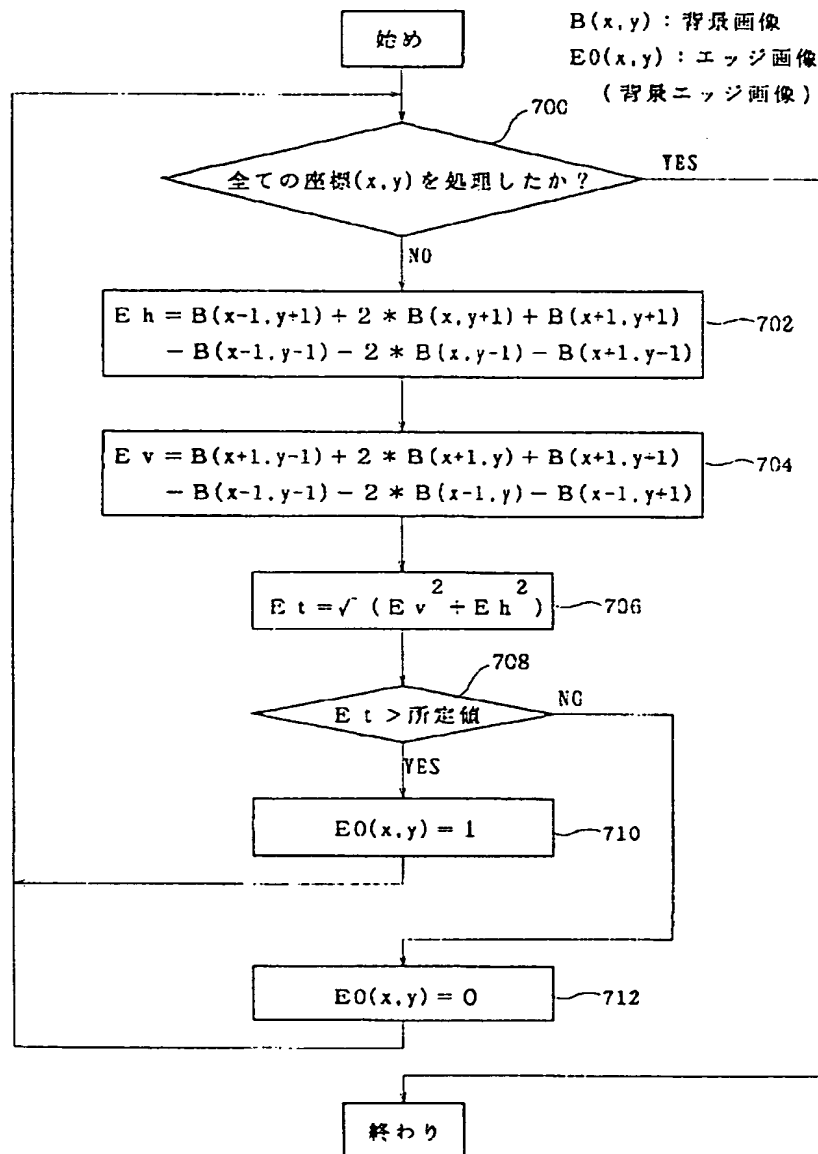 B(x,y)：背景画像
E0(x,y)：エッジ画像
(背景エッジ画像)
始め
700
全ての座標(x,y)を処理したか？
YES
NO
E h = B(x-1,y+1) + 2 * B(x,y+1) + B(x+1,y+1)
- B(x-1,y-1) - 2 * B(x,y-1) - B(x+1,y-1)
702
E v = B(x+1,y-1) + 2 * B(x+1,y) + B(x+1,y+1)
- B(x-1,y-1) - 2 * B(x-1,y) - B(x-1,y+1)
704
E t = √ (E v² + E h²)
706
708
E t > 所定値
NO
YES
E0(x,y) = 1
710
E0(x,y) = 0
712
終わり